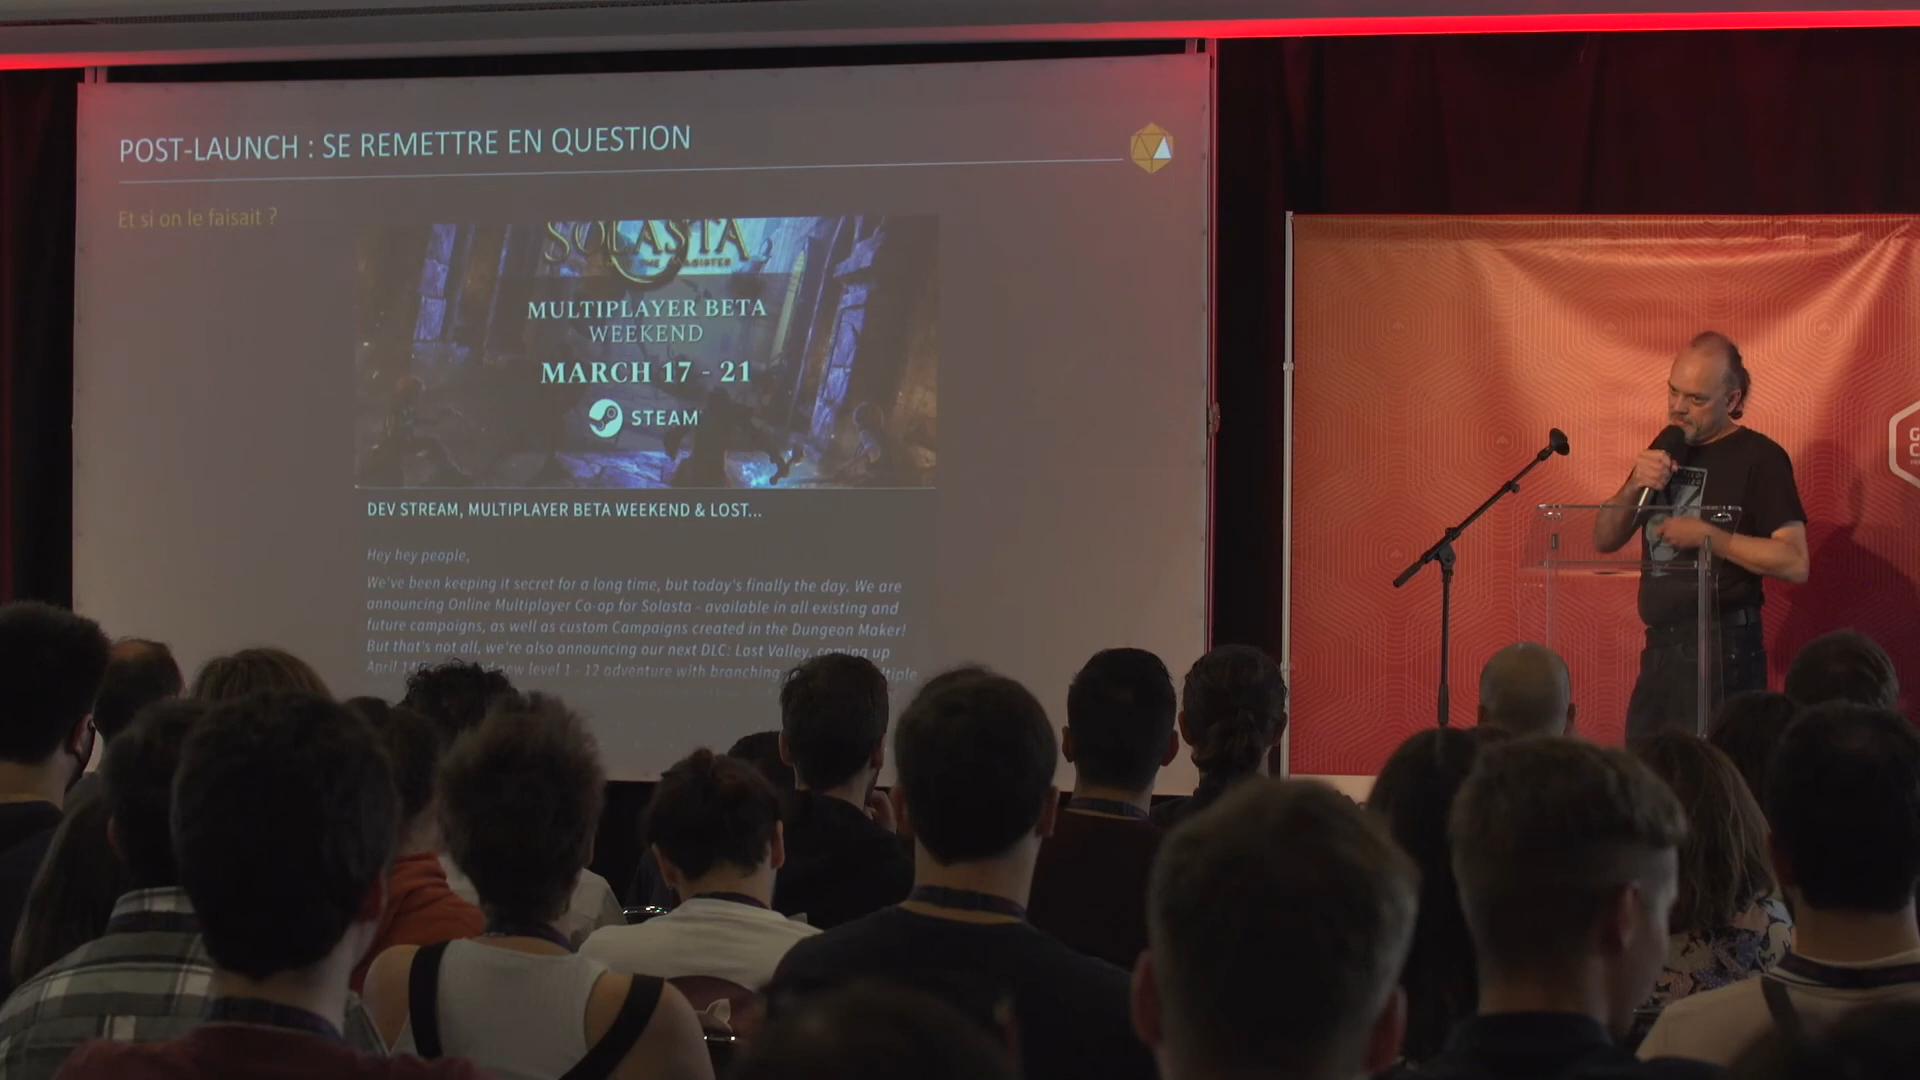 POST-LAUNCH : SE REMETTRE EN QUESTION
Et si on le faisait ?
SOLASTA
MULTIPLAYER BETA
WEEKEND
MARCH 17 - 21
STEAM
DEV STREAM, MULTIPLAYER BETA WEEKEND & LOST...
Hey hey people,
We've been keeping it secret for a long time, but today's finally the day. We are
announcing Online Multiplayer Co-op for Solasta - available in all existing and
future campaigns, as well as custom Campaigns created in the Dungeon Maker!
But that's not all, we're also announcing our next DLC: Lost Valley, coming up
April 14 new level 1 - 12 adventure with branching